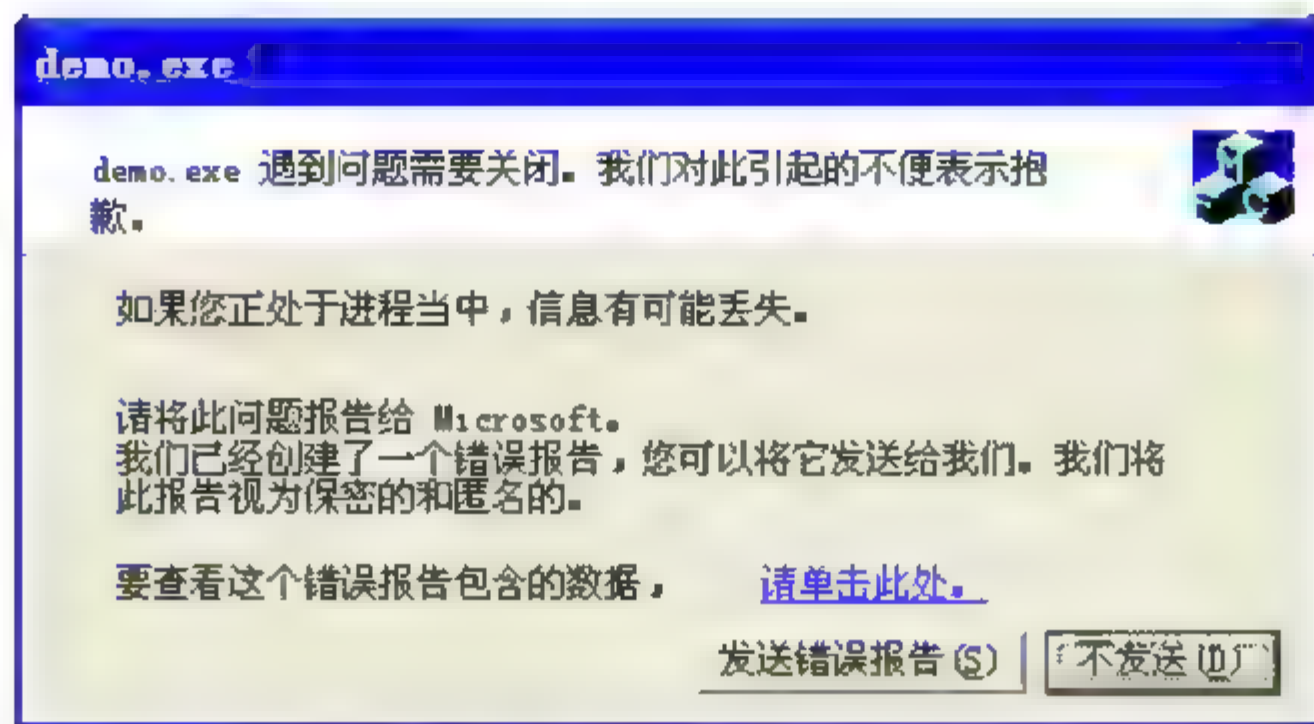 demo.exe
demo.exe 遇到问题需要关闭。我们对此引起的不便表示抱
歉。
如果您正处于进程当中，信息有可能丢失。
请将此问题报告给 Microsoft。
我们已经创建了一个错误报告，您可以将它发送给我们。我们将
此报告视为保密的和匿名的。
要查看这个错误报告包含的数据， 请单击此处。
发送错误报告(S) 不发送(D)